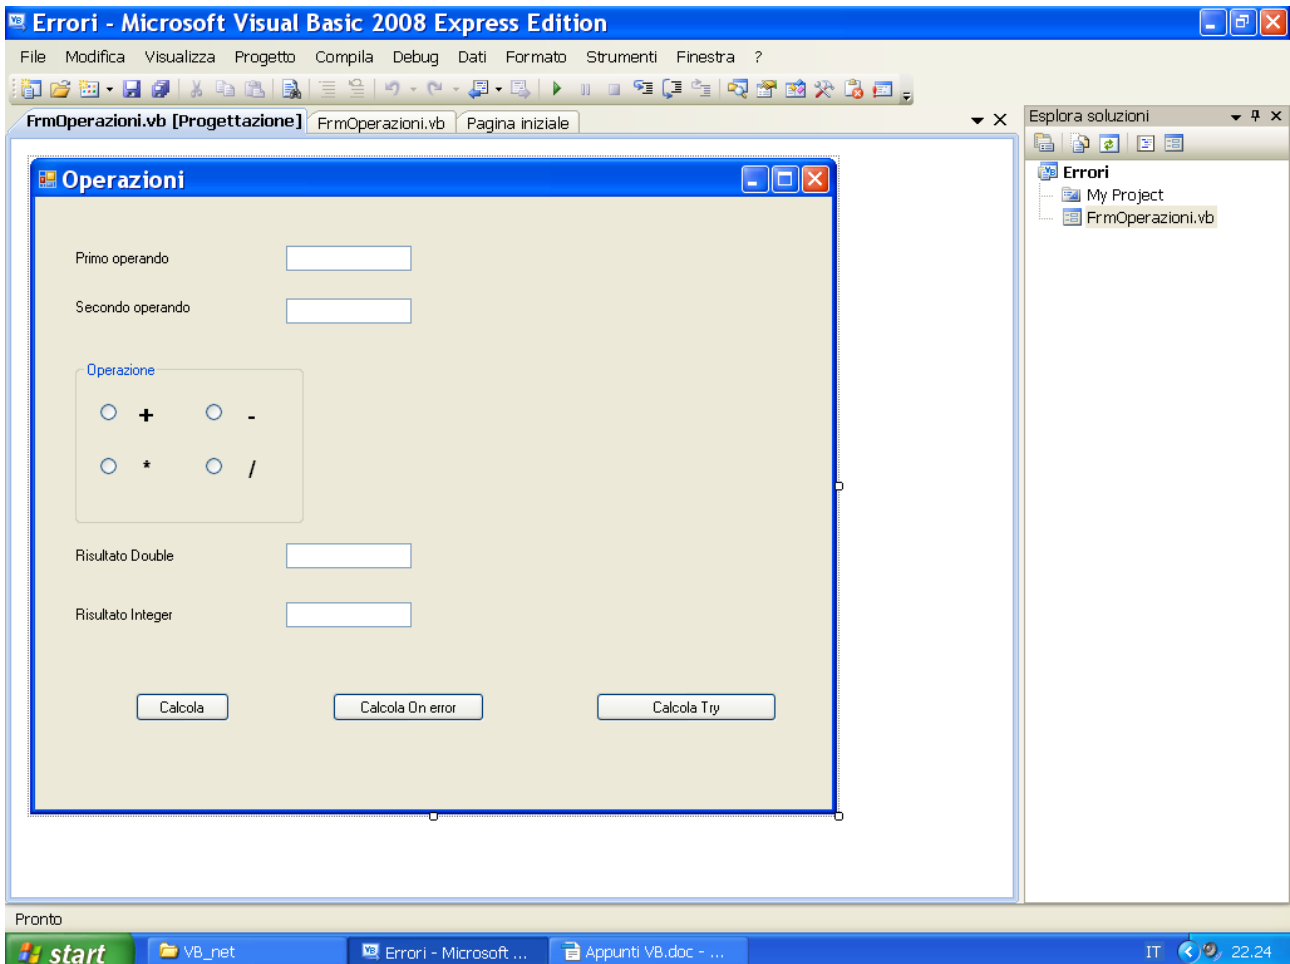 Errori - Microsoft Visual Basic 2008 Express Edition
File Modifica Visualizza Progetto Compila Debug Dati Formato Strumenti Finestra ?
FrmOperazioni.vb [Progettazione] FrmOperazioni.vb Pagina iniziale
Esplora soluzioni
Errori
My Project
FrmOperazioni.vb
Operazioni
Primo operando
Secondo operando
Operazione
+ -
* /
Risultato Double
Risultato Integer
Calcola Calcola On error Calcola Try
Pronto
start VB_net Errori - Microsoft ... Appunti VB.doc - ... IT 22.24